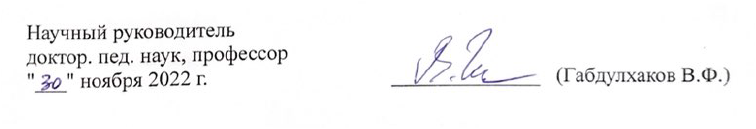 Научный руководитель
доктор. пед. наук, профессор
"30" ноября 2022 г. (Габдулхаков В.Ф.)